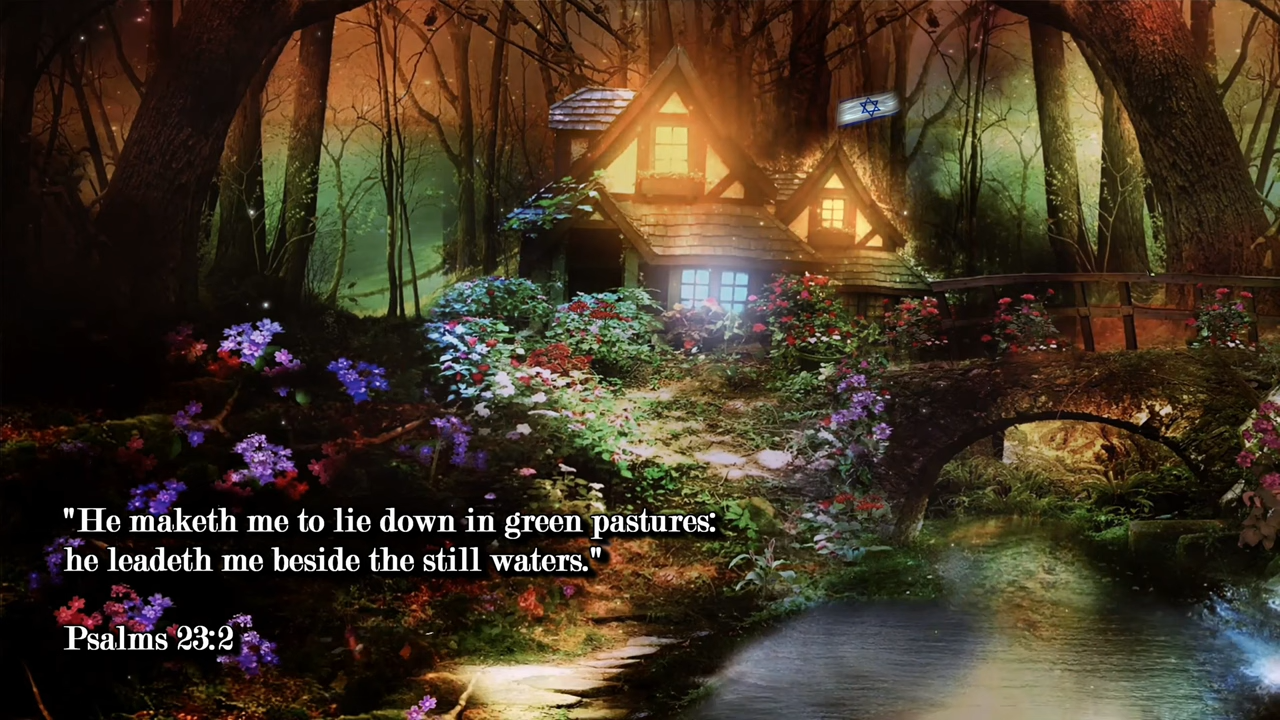 "He maketh me to lie down in green pastures:
he leadeth me beside the still waters."
Psalms 23:2